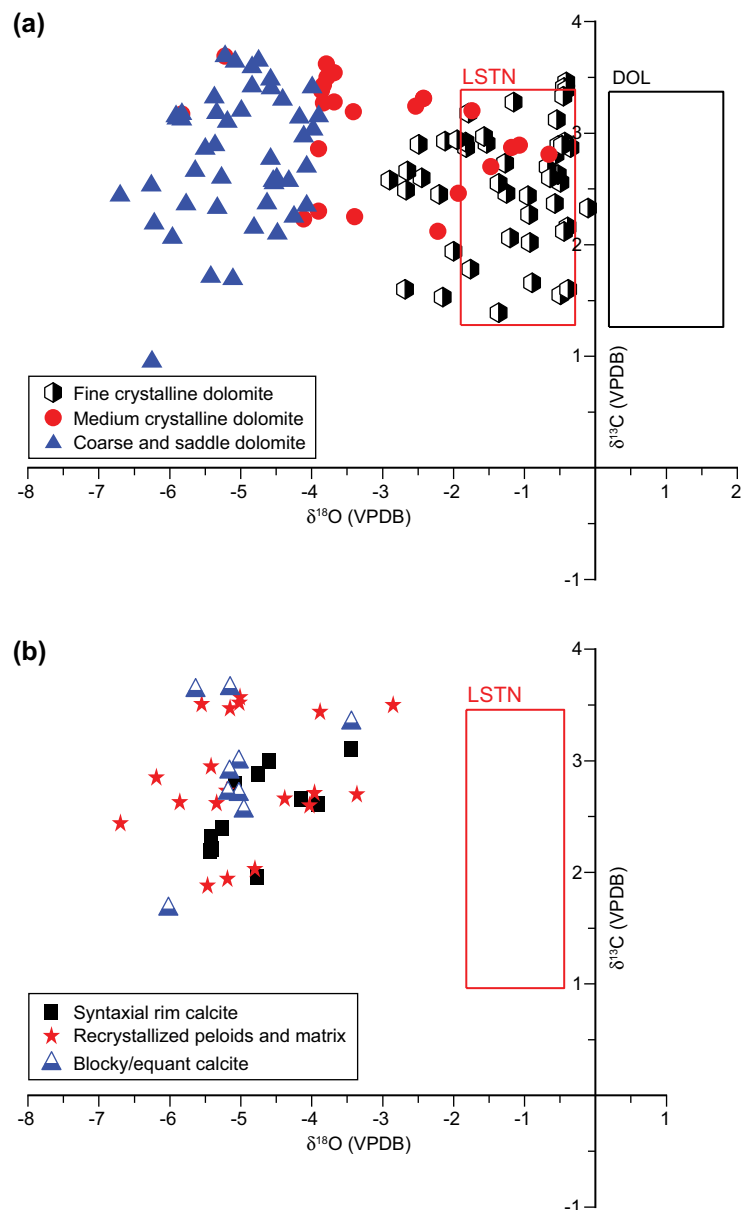 (a)
4
LSTN
DOL
3
2
1
δ13C (VPDB)
Fine crystalline dolomite
Medium crystalline dolomite
Coarse and saddle dolomite
-8 -7 -6 -5 -4 -3 -2 -1 0 1 2
δ18O (VPDB)
-1
(b)
4
LSTN
3
2
1
δ13C (VPDB)
Syntaxial rim calcite
Recrystallized peloids and matrix
Blocky/equant calcite
-8 -7 -6 -5 -4 -3 -2 -1 0 1
δ18O (VPDB)
-1